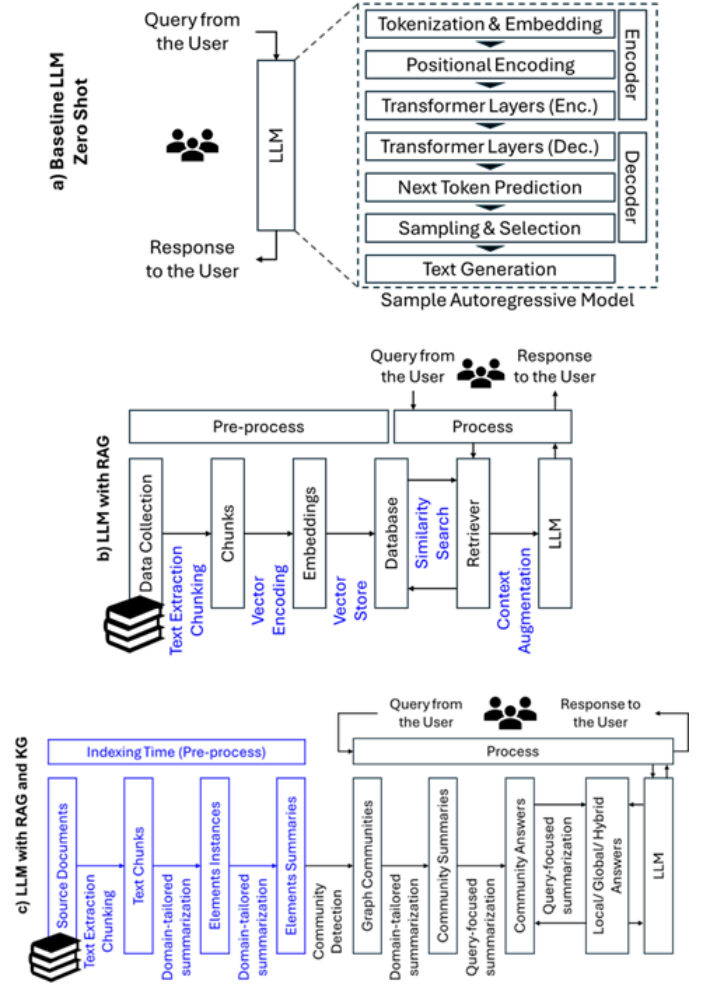 a) Baseline LLM
Zero Shot
Query from
the User
LLM
Response
to the User
Tokenization & Embedding
Positional Encoding
Transformer Layers (Enc.)
Encoder
Transformer Layers (Dec.)
Next Token Prediction
Sampling & Selection
Decoder
Text Generation
Sample Autoregressive Model
b) LLM with RAG
Query from
the User
Response
to the User
Pre-process
Process
Data Collection
Text Extraction
Chunking
Chunks
Vector
Encoding
Embeddings
Vector
Store
Database
Similarity
Search
Retriever
Context
Augmentation
LLM
c) LLM with RAG and KG
Query from
the User
Response to
the User
Indexing Time (Pre-process)
Process
Source Documents
Text Extraction
Chunking
Text Chunks
Domain-tailored
summarization
Elements Instances
Domain-tailored
summarization
Elements Summaries
Community
Detection
Graph Communities
Domain-tailored
summarization
Community Summaries
Query-focused
summarization
Community Answers
Query-focused
summarization
Local/ Global/ Hybrid
Answers
LLM